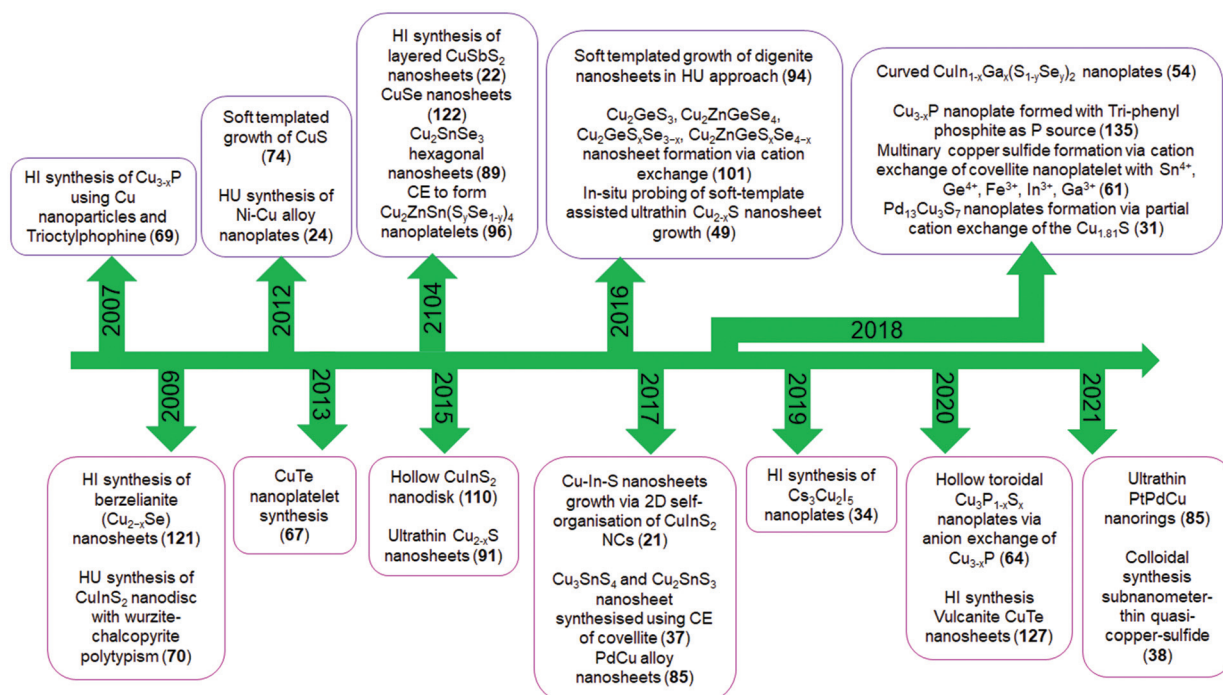 HI synthesis of Cu₃₋ₓP
using Cu
nanoparticles and
Trioctylphophine (69)
Soft templated
growth of CuS
(74)
HU synthesis of
Ni-Cu alloy
nanoplates (24)
HI synthesis of
layered CuSbS₂
nanosheets (22)
CuSe nanosheets
(122)
Cu₂SnSe₃
hexagonal
nanosheets (89)
CE to form
Cu₂ZnSn(SᵧSe₁₋ᵧ)₄
nanoplatelets (96)
Soft templated growth of digenite
nanosheets in HU approach (94)
Cu₂GeS₃, Cu₂ZnGeSe₄,
Cu₂GeSₓSe₃₋ₓ, Cu₂ZnGeSₓSe₄₋ₓ
nanosheet formation via cation
exchange (101)
In-situ probing of soft-template
assisted ultrathin Cu₂₋ₓS nanosheet
growth (49)
Curved CuIn₁₋ₓGaₓ(S₁₋ᵧSeᵧ)₂ nanoplates (54)
Cu₃₋ₓP nanoplate formed with Tri-phenyl
phosphite as P source (135)
Multinary copper sulfide formation via cation
exchange of covellite nanoplatelet with Sn⁴⁺,
Ge⁴⁺, Fe³⁺, In³⁺, Ga³⁺ (61)
Pd₁₃Cu₃S₇ nanoplates formation via partial
cation exchange of the Cu₁.₈₁S (31)
2007
2012
2104
2016
2018
2009
2013
2015
2017
2019
2020
2021
HI synthesis of
berzelianite
(Cu₂₋ₓSe)
nanosheets (121)
HU synthesis of
CuInS₂ nanodisc
with wurzite-
chalcopyrite
polytypism (70)
CuTe
nanoplatelet
synthesis
(67)
Hollow CuInS₂
nanodisk (110)
Ultrathin Cu₂₋ₓS
nanosheets (91)
Cu-In-S nanosheets
growth via 2D self-
organisation of CuInS₂
NCs (21)
Cu₃SnS₄ and Cu₂SnS₃
nanosheet
synthesised using CE
of covellite (37)
PdCu alloy
nanosheets (85)
HI synthesis of
Cs₃Cu₂I₅
nanoplates (34)
Hollow toroidal
Cu₃P₁₋ₓSₓ
nanoplates via
anion exchange of
Cu₃₋ₓP (64)
HI synthesis
Vulcanite CuTe
nanosheets (127)
Ultrathin
PtPdCu
nanorings (85)
Colloidal
synthesis
subnanometer-
thin quasi-
copper-sulfide
(38)